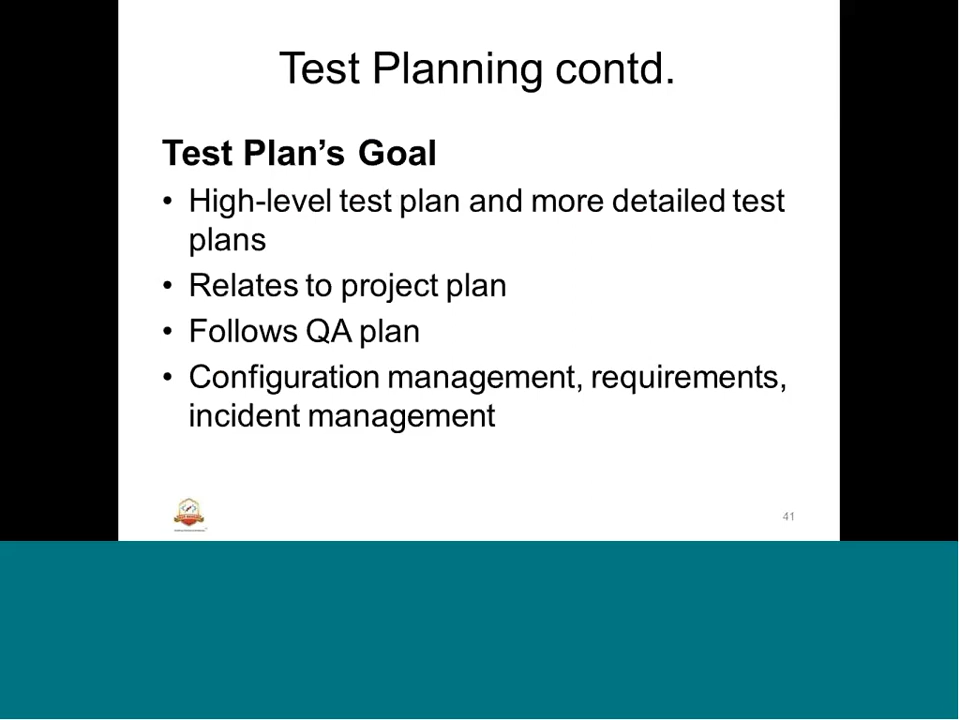 Test Planning contd.
Test Plan’s Goal
• High-level test plan and more detailed test
plans
• Relates to project plan
• Follows QA plan
• Configuration management, requirements,
incident management
41